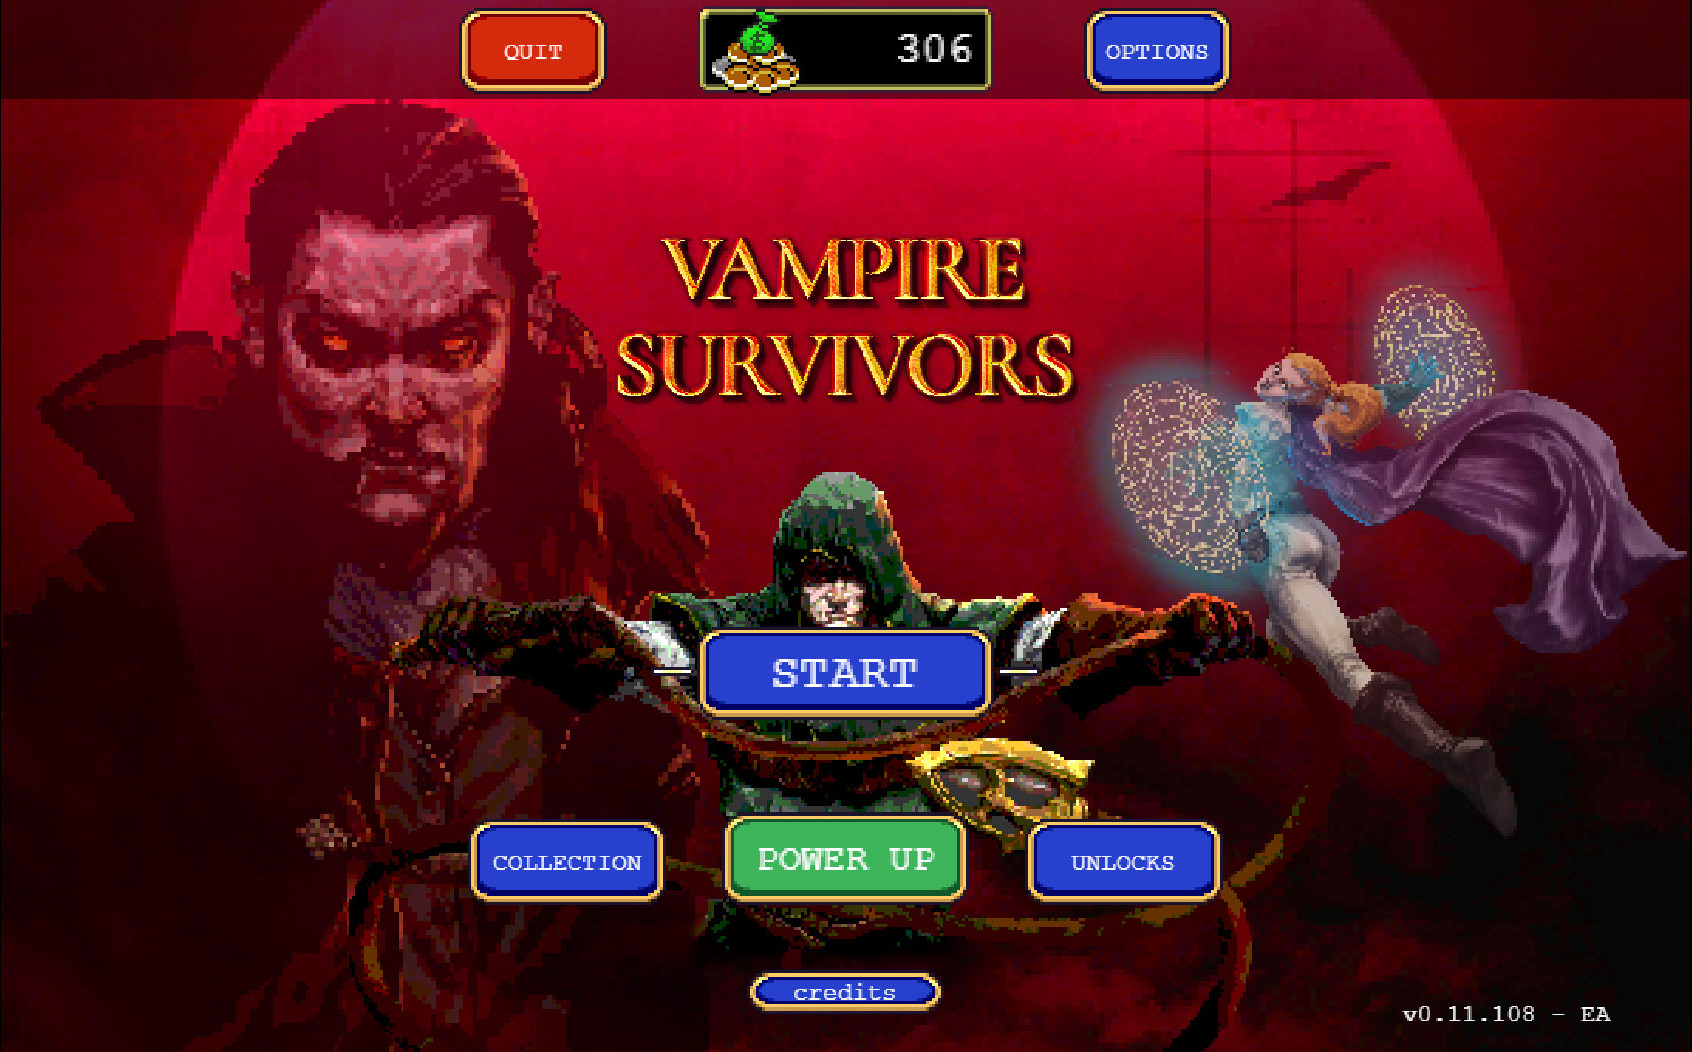 QUIT
306
OPTIONS
VAMPIRE
SURVIVORS
START
COLLECTION
POWER UP
UNLOCKS
credits
v0.11.108 - EA